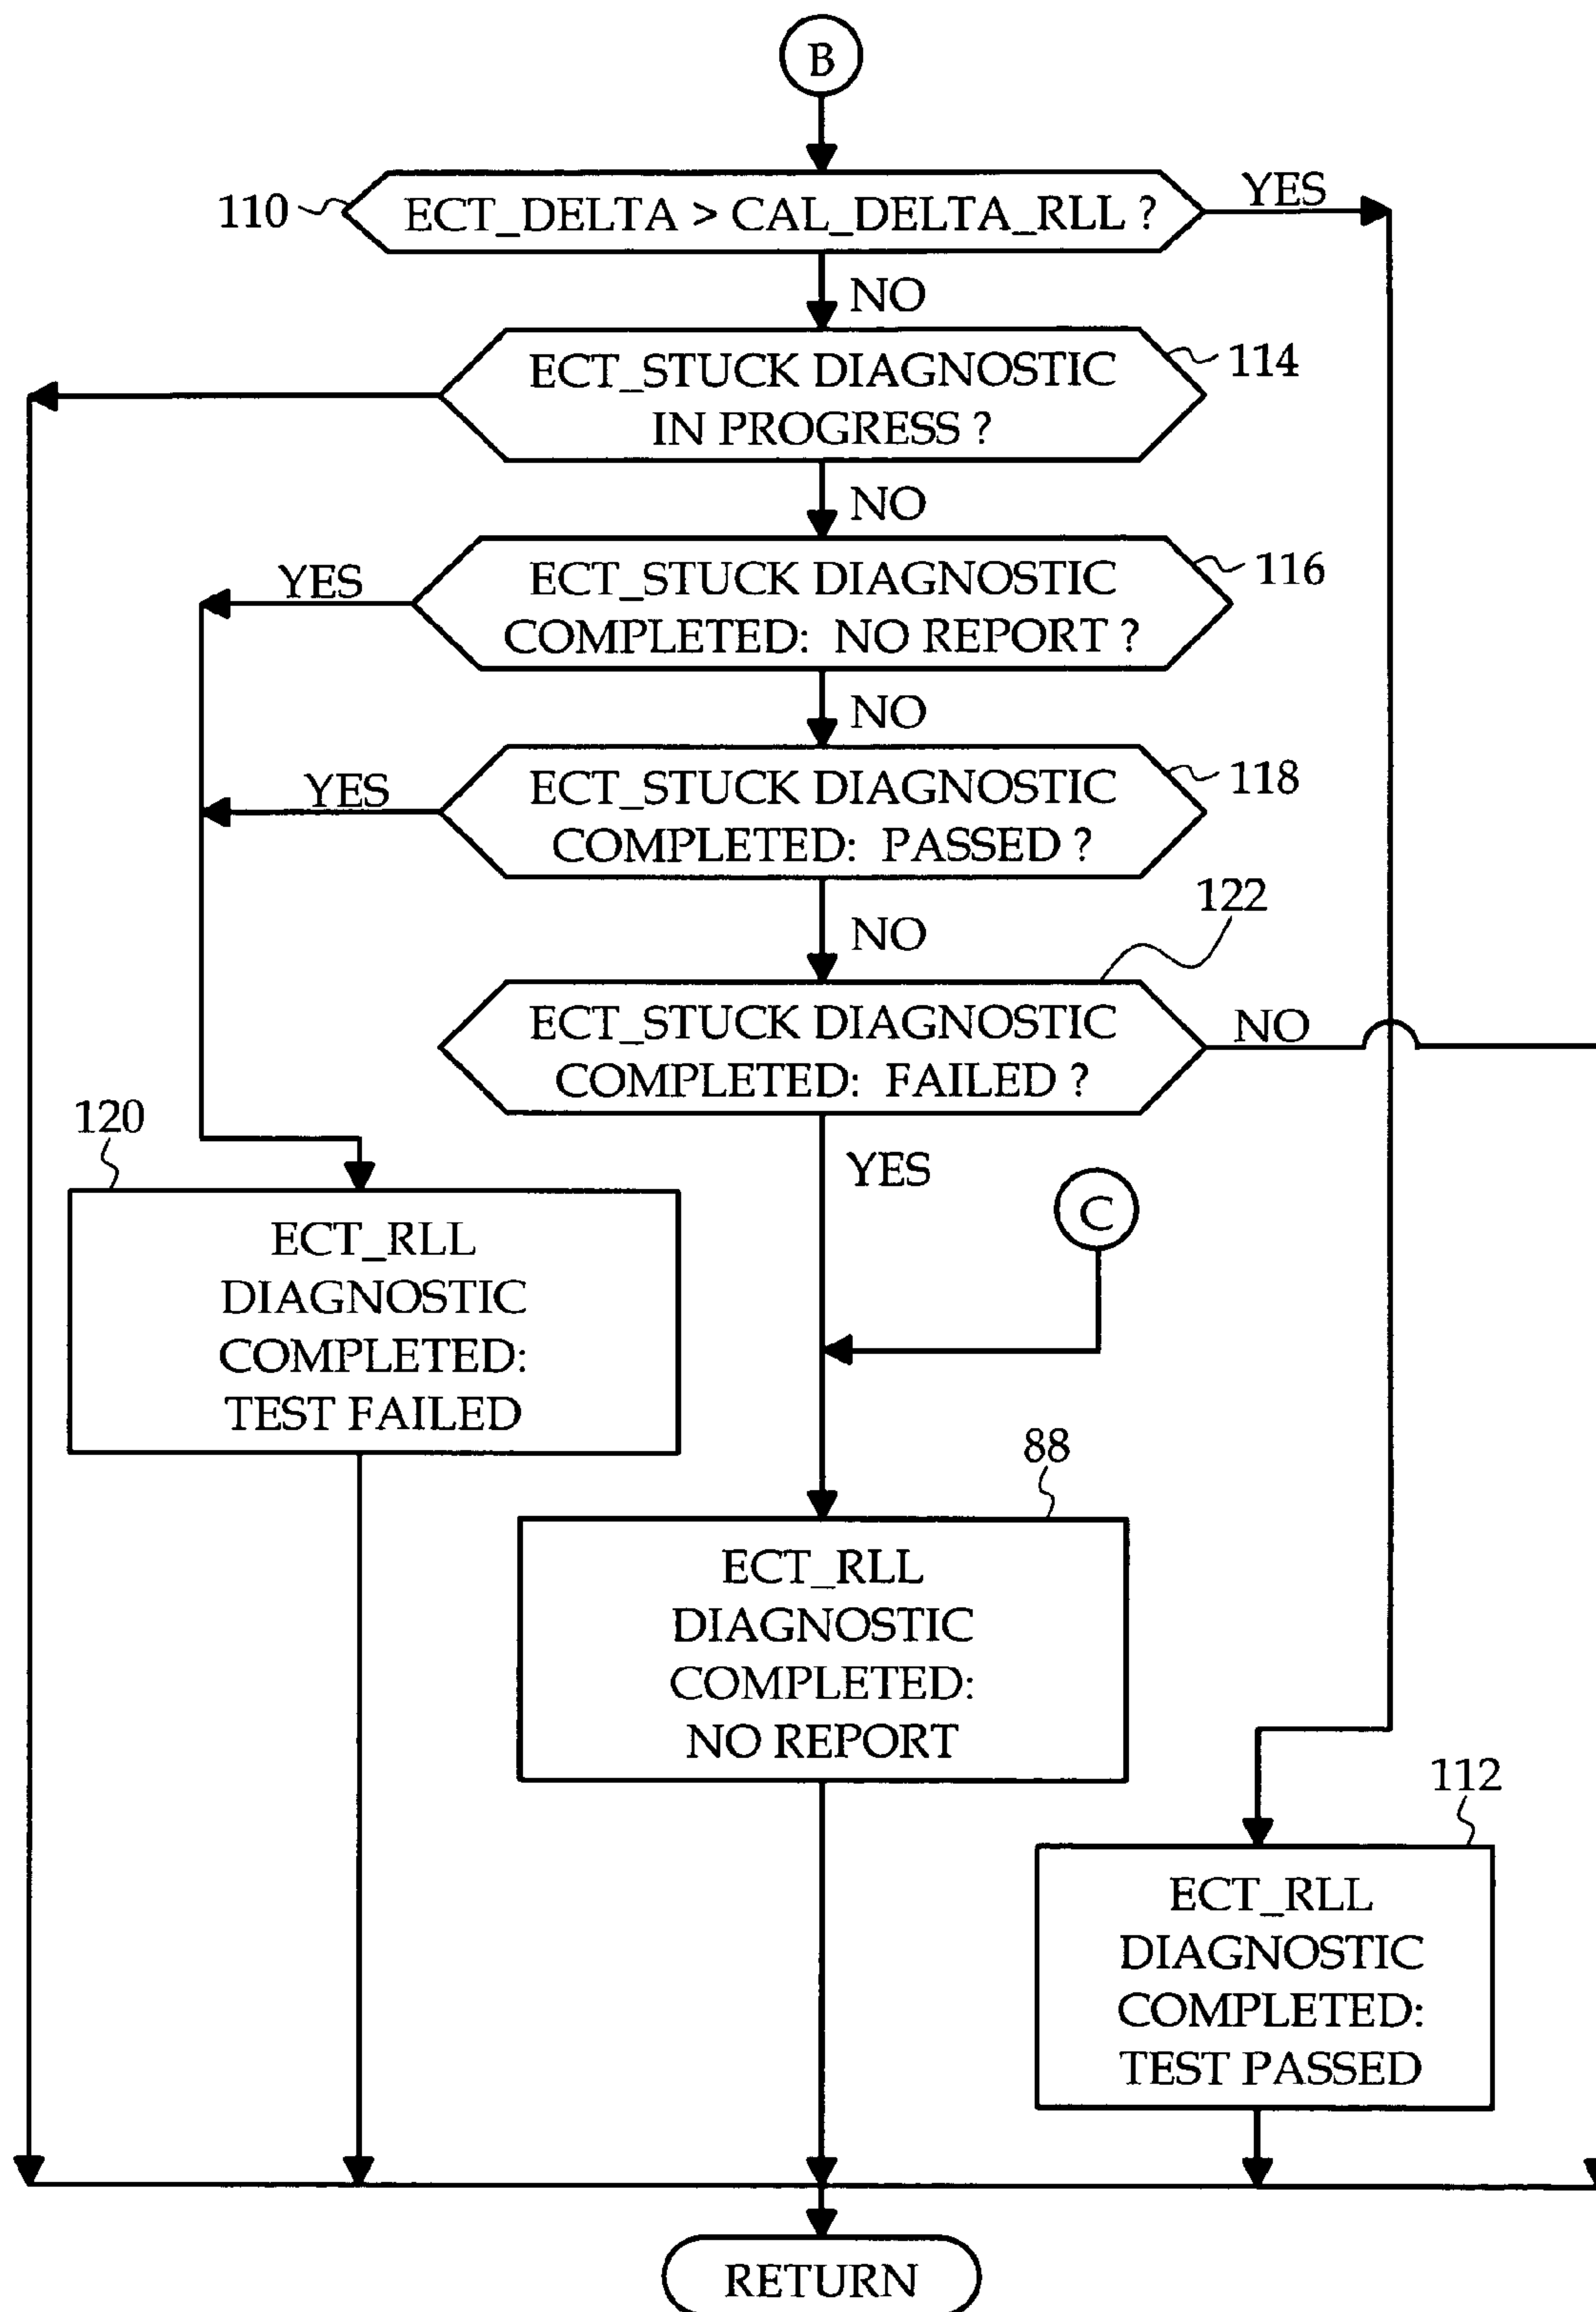 B
110
ECT_DELTA > CAL_DELTA_RLL ?
YES
NO
ECT_STUCK DIAGNOSTIC
IN PROGRESS ?
114
NO
YES
ECT_STUCK DIAGNOSTIC
COMPLETED: NO REPORT ?
116
NO
YES
ECT_STUCK DIAGNOSTIC
COMPLETED: PASSED ?
118
NO
122
ECT_STUCK DIAGNOSTIC
COMPLETED: FAILED ?
NO
YES
120
ECT_RLL
DIAGNOSTIC
COMPLETED:
TEST FAILED
C
88
ECT_RLL
DIAGNOSTIC
COMPLETED:
NO REPORT
112
ECT_RLL
DIAGNOSTIC
COMPLETED:
TEST PASSED
RETURN